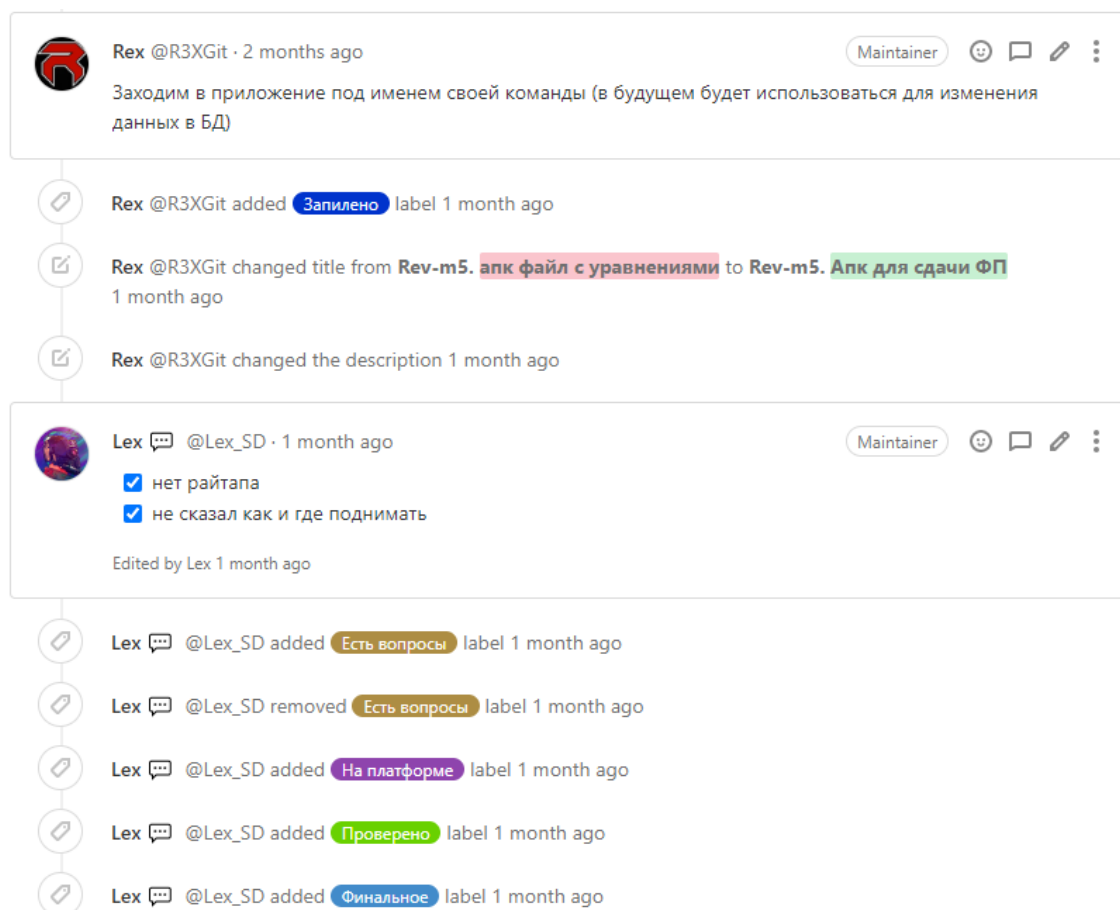 Rex @R3XGit · 2 months ago Maintainer
Заходим в приложение под именем своей команды (в будущем будет использоваться для изменения
данных в БД)
Rex @R3XGit added Запилено label 1 month ago
Rex @R3XGit changed title from Rev-m5. апк файл с уравнениями to Rev-m5. Апк для сдачи ФП
1 month ago
Rex @R3XGit changed the description 1 month ago
Lex @Lex_SD · 1 month ago Maintainer
нет райтапа
не сказал как и где поднимать
Edited by Lex 1 month ago
Lex @Lex_SD added Есть вопросы label 1 month ago
Lex @Lex_SD removed Есть вопросы label 1 month ago
Lex @Lex_SD added На платформе label 1 month ago
Lex @Lex_SD added Проверено label 1 month ago
Lex @Lex_SD added Финальное label 1 month ago